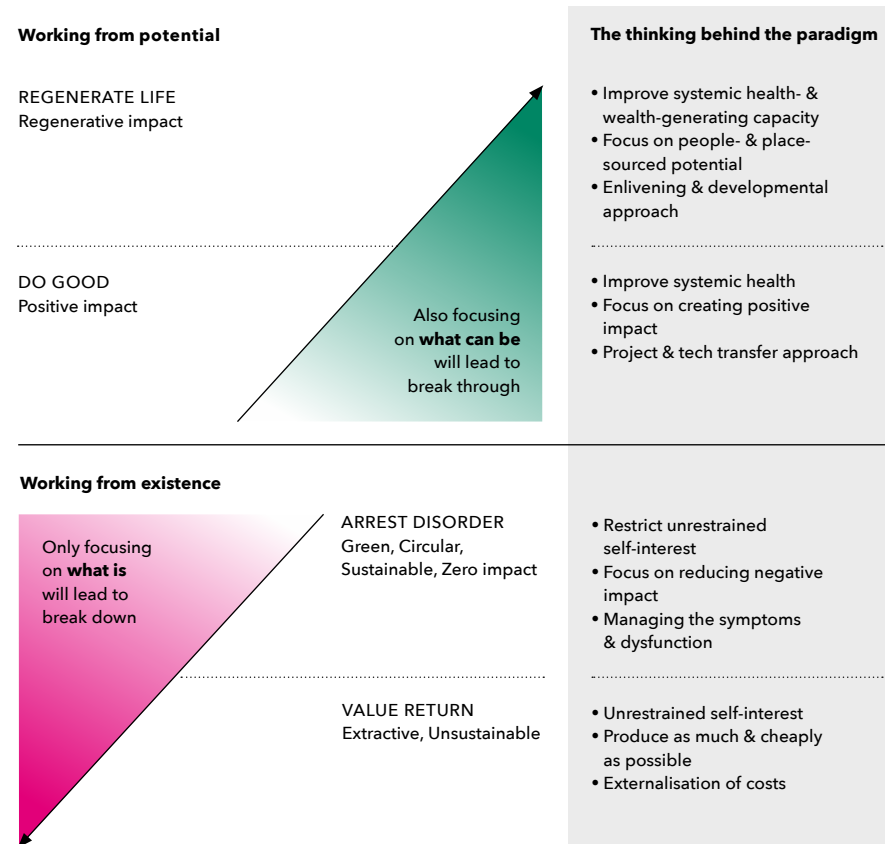 Working from potential
The thinking behind the paradigm
REGENERATE LIFE
Regenerative impact
• Improve systemic health- &
wealth-generating capacity
• Focus on people- & place-
sourced potential
• Enlivening & developmental
approach
DO GOOD
Positive impact
Also focusing
on what can be
will lead to
break through
• Improve systemic health
• Focus on creating positive
impact
• Project & tech transfer approach
Working from existence
Only focusing
on what is
will lead to
break down
ARREST DISORDER
Green, Circular,
Sustainable, Zero impact
• Restrict unrestrained
self-interest
• Focus on reducing negative
impact
• Managing the symptoms
& dysfunction
VALUE RETURN
Extractive, Unsustainable
• Unrestrained self-interest
• Produce as much & cheaply
as possible
• Externalisation of costs